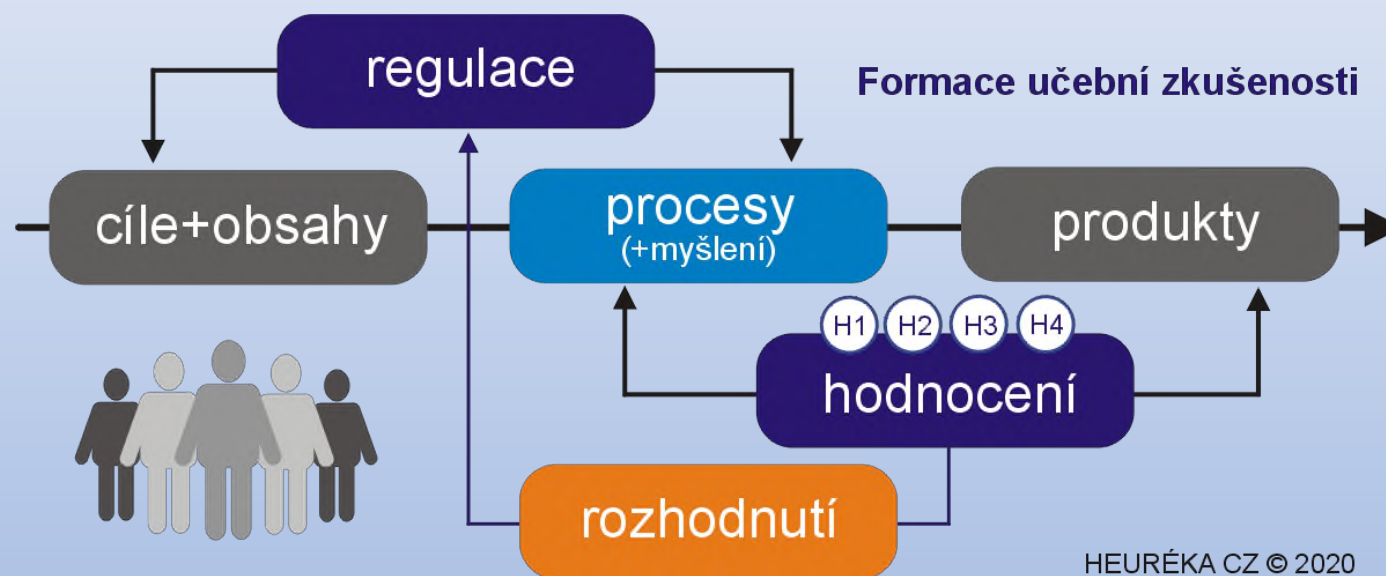 regulace
Formace učební zkušenosti
cíle+obsahy
procesy
(+myšlení)
produkty
H1 H2 H3 H4
hodnocení
rozhodnutí
HEURÉKA CZ © 2020